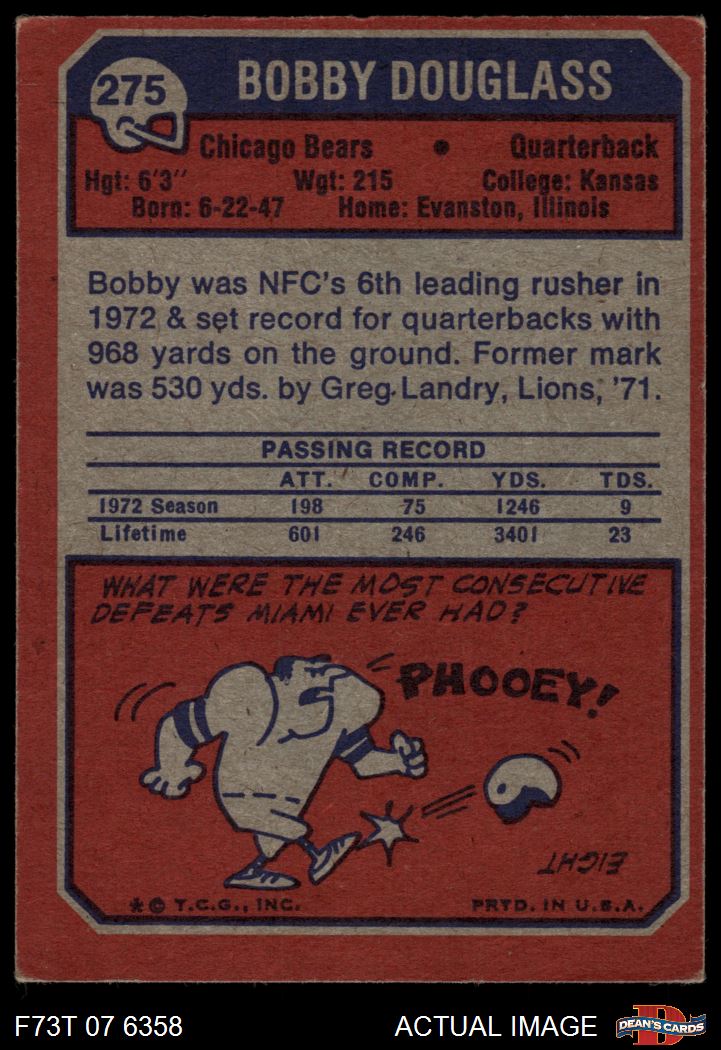 275
BOBBY DOUGLASS
Chicago Bears • Quarterback
Hgt: 6'3" Wgt: 215 College: Kansas
Born: 6-22-47 Home: Evanston, Illinois
Bobby was NFC's 6th leading rusher in
1972 & set record for quarterbacks with
968 yards on the ground. Former mark
was 530 yds. by Greg Landry, Lions, '71.
PASSING RECORD
ATT. COMP. YDS. TDS.
1972 Season 198 75 1246 9
Lifetime 601 246 3401 23
WHAT WERE THE MOST CONSECUTIVE
DEFEATS MIAMI EVER HAD?
PHOOEY!
EIGHT
* © T.C.G., INC. PRTD. IN U.S.A.
F73T 07 6358 ACTUAL IMAGE
D
DEAN'S CARDS